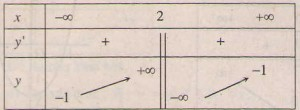 x −∞ 2 +∞
y' + +
+∞ −1
y
−1 −∞